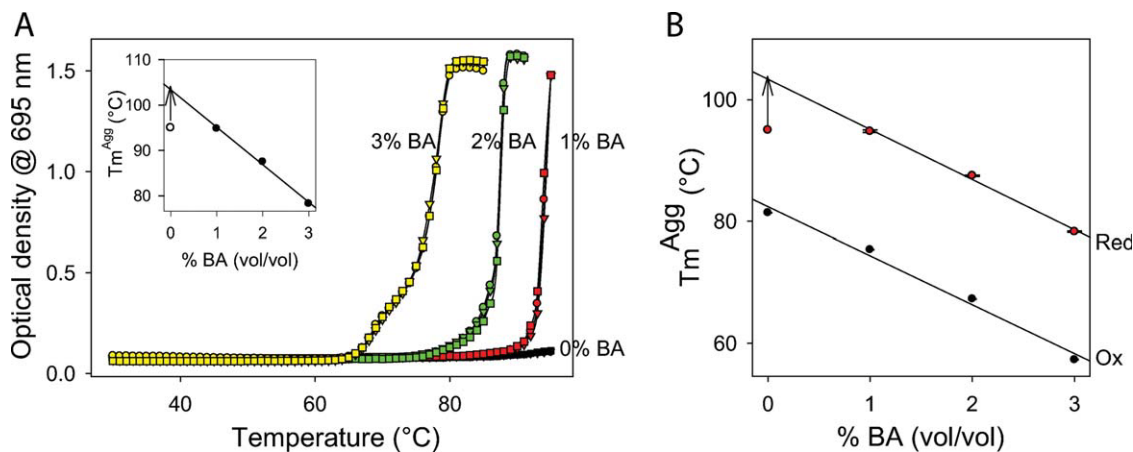 A
Optical density @ 695 nm
1.5
1.0
0.5
0.0
40
60
80
Temperature (°C)
3% BA
2% BA
1% BA
0% BA
Tm^Agg (°C)
110
100
90
80
0
1
2
3
% BA (vol/vol)
B
Tm^Agg (°C)
100
80
60
0
1
2
3
% BA (vol/vol)
Red
Ox